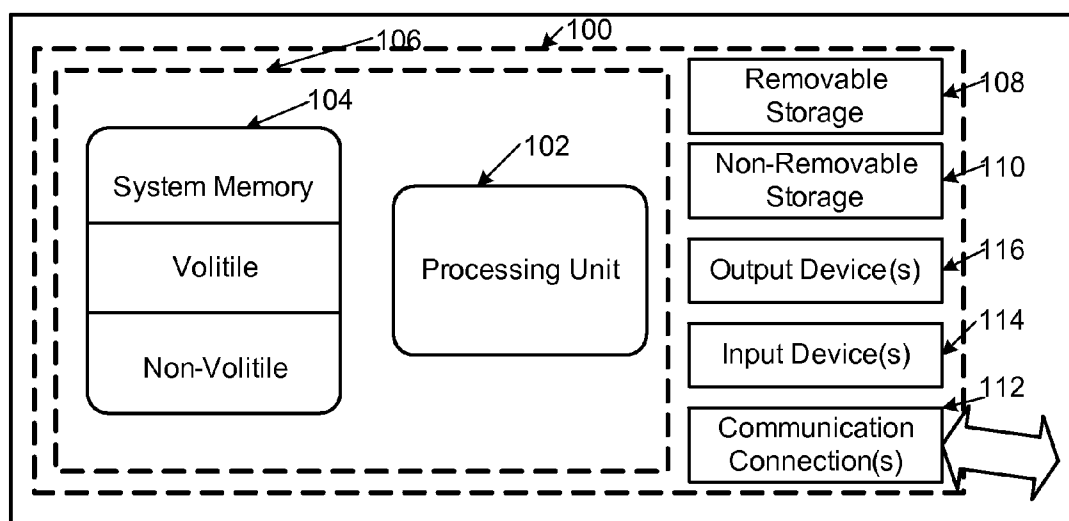 100
106
104
System Memory
Volitile
Non-Volitile
102
Processing Unit
Removable
Storage
108
Non-Removable
Storage
110
Output Device(s)
116
Input Device(s)
114
Communication
Connection(s)
112